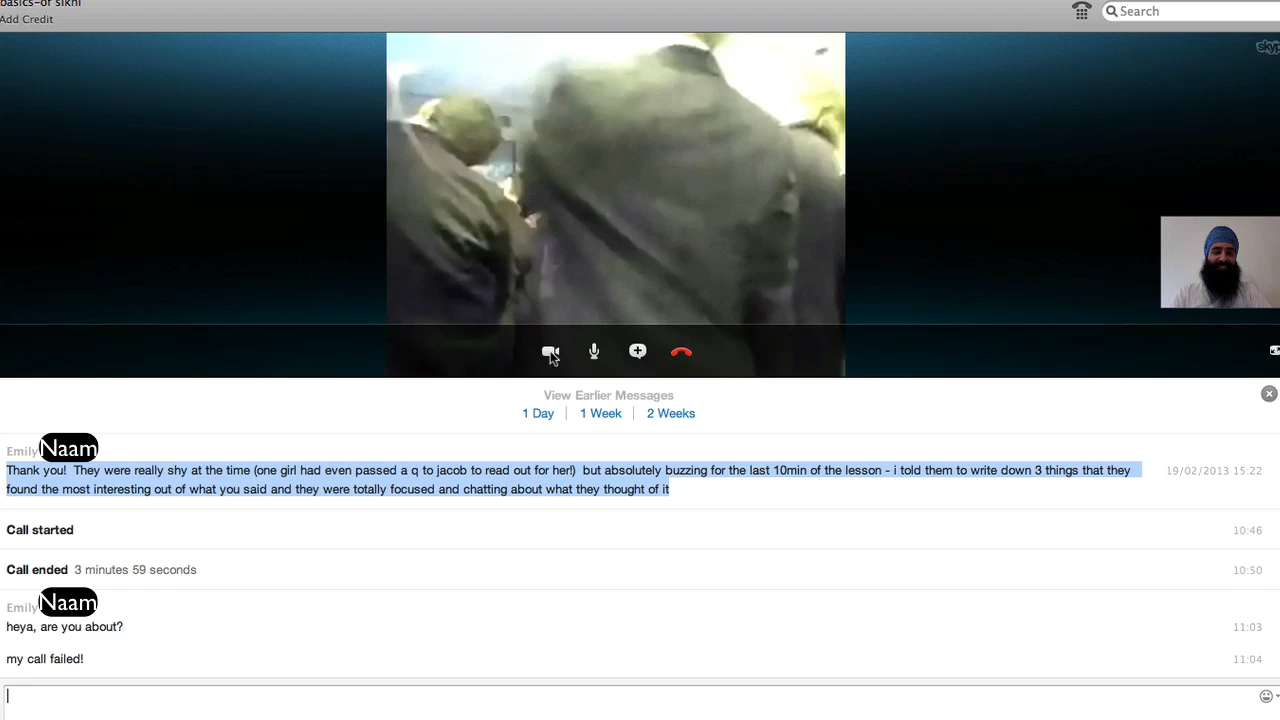 basics-of sikhi
Add Credit
Search
View Earlier Messages
1 Day | 1 Week | 2 Weeks
Emily Naam
Thank you!  They were really shy at the time (one girl had even passed a q to jacob to read out for her!)  but absolutely buzzing for the last 10min of the lesson - i told them to write down 3 things that they 19/02/2013 15:22
found the most interesting out of what you said and they were totally focused and chatting about what they thought of it
Call started 10:46
Call ended 3 minutes 59 seconds 10:50
Emily Naam
heya, are you about? 11:03
my call failed! 11:04